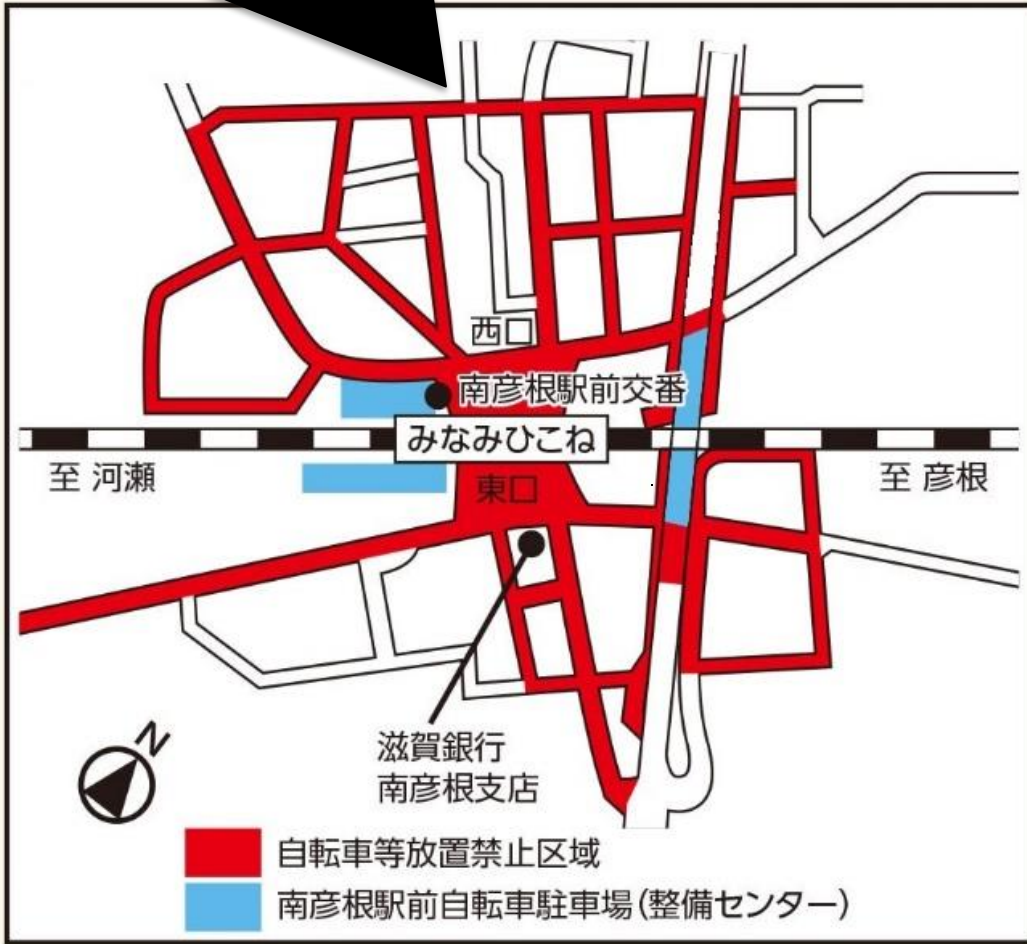 西口
南彦根駅前交番
みなみひこね
至 河瀬
至 彦根
東口
滋賀銀行
南彦根支店
N
自転車等放置禁止区域
南彦根駅前自転車駐車場(整備センター)